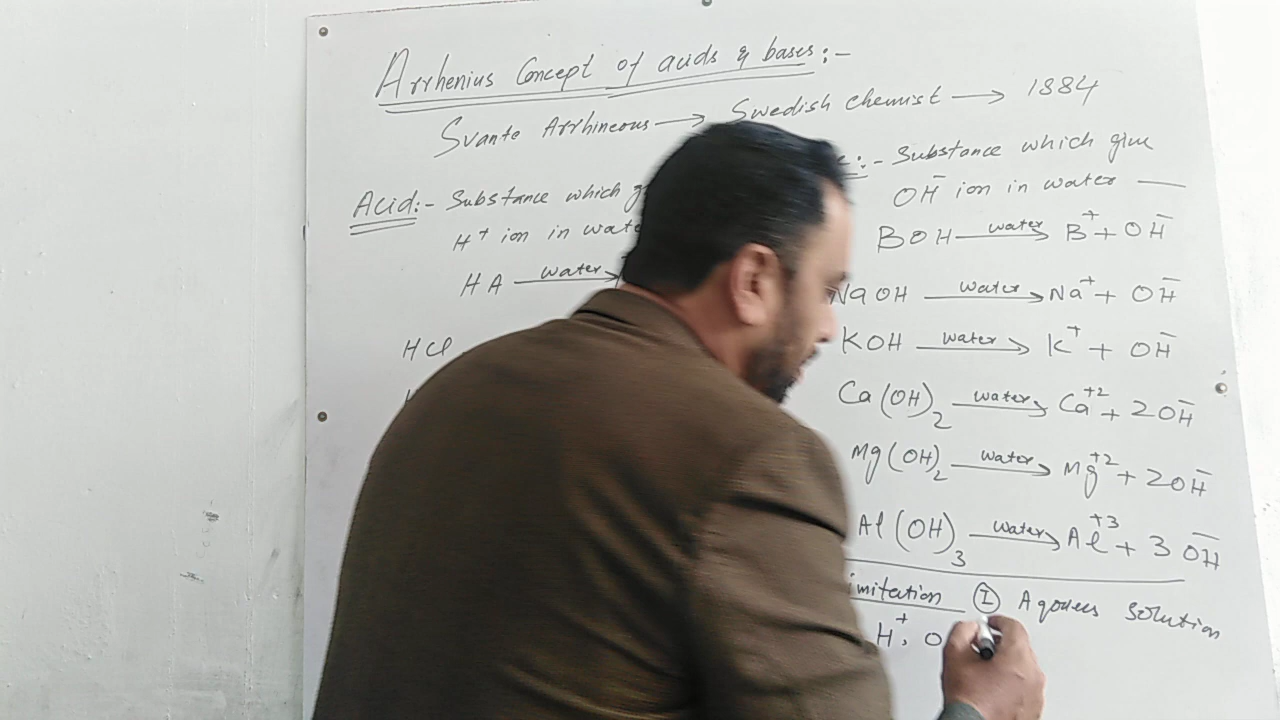 Arrhenius Concept of acids & bases:-
Svante Arrhineous → Swedish chemist → 1884
Acid:- Substance which
H⁺ ion in water
HA —water→
HCl
:- Substance which give
OH⁻ ion in water —
BOH —water→ B⁺ + OH⁻
NaOH —water→ Na⁺ + OH⁻
KOH —water→ K⁺ + OH⁻
Ca(OH)₂ —water→ Ca⁺² + 2OH⁻
Mg(OH)₂ —water→ Mg⁺² + 2OH⁻
Al(OH)₃ —water→ Al⁺³ + 3OH⁻
imitation Ⓘ Aqoues solution
H⁺, O